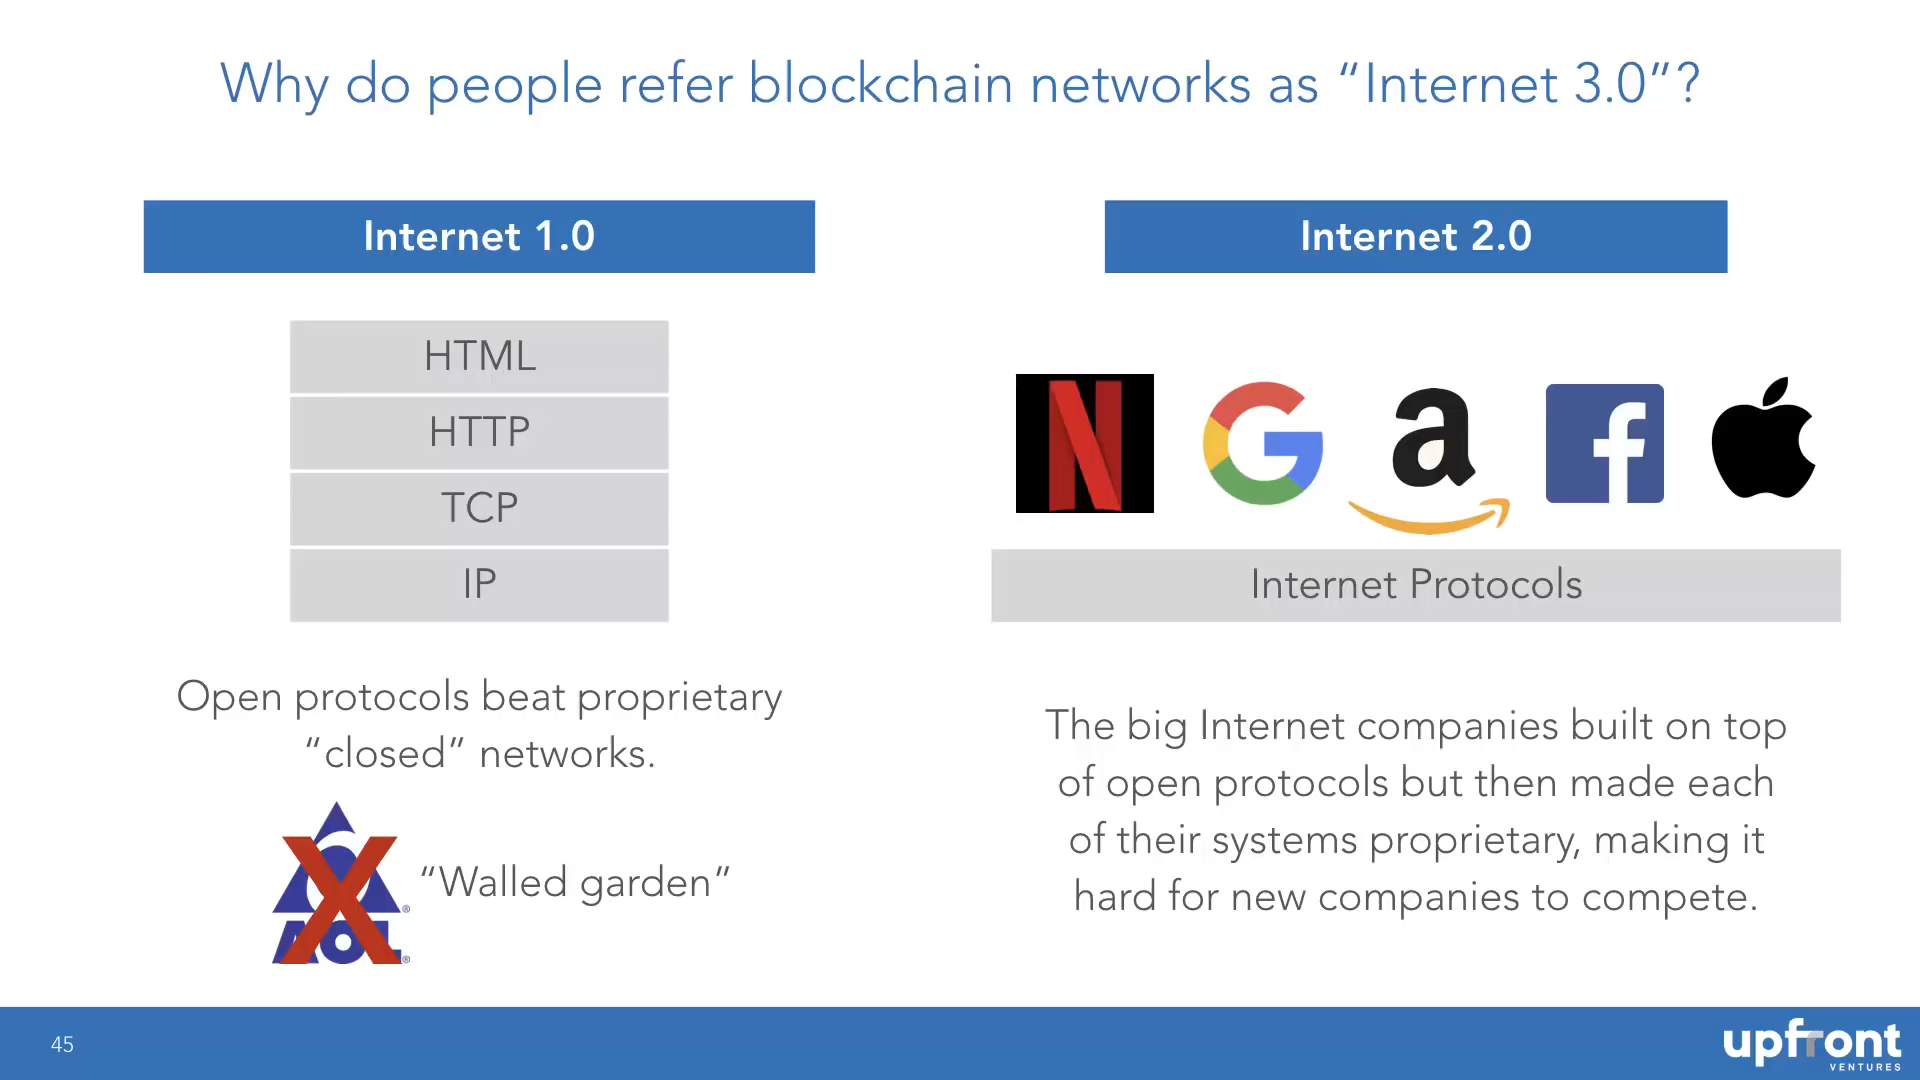 Why do people refer blockchain networks as “Internet 3.0”?
Internet 1.0
HTML
HTTP
TCP
IP
Open protocols beat proprietary
“closed” networks.
AOL
“Walled garden”
Internet 2.0
N
G
a
f
Internet Protocols
The big Internet companies built on top
of open protocols but then made each
of their systems proprietary, making it
hard for new companies to compete.
45
upfront
VENTURES